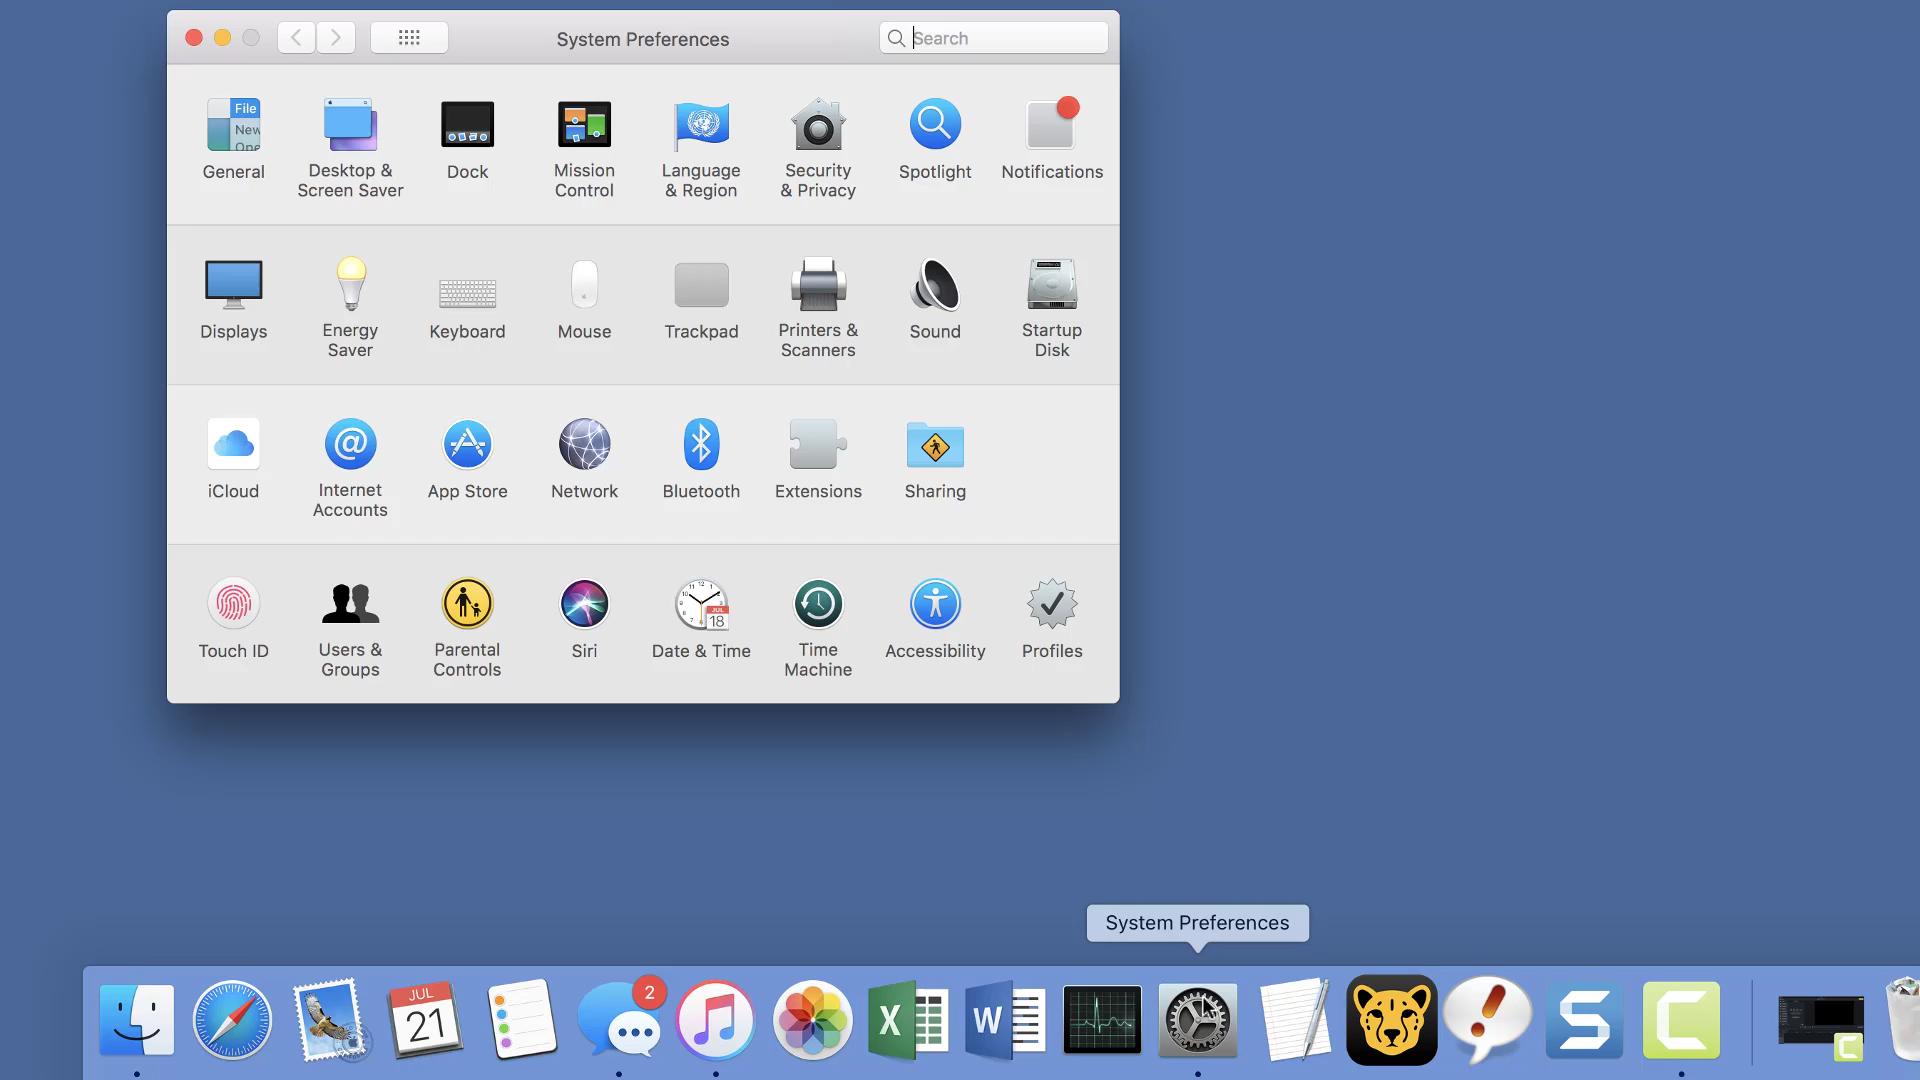 System Preferences
Search
File
New
Ope
General
Desktop &
Screen Saver
Dock
Mission
Control
Language
& Region
Security
& Privacy
Spotlight
Notifications
Displays
Energy
Saver
Keyboard
Mouse
Trackpad
Printers &
Scanners
Sound
Startup
Disk
iCloud
@
Internet
Accounts
App Store
Network
Bluetooth
Extensions
Sharing
Touch ID
Users &
Groups
Parental
Controls
Siri
JUL
18
Date & Time
Time
Machine
Accessibility
Profiles
System Preferences
JUL
21
2
X
W
!
S
C
C